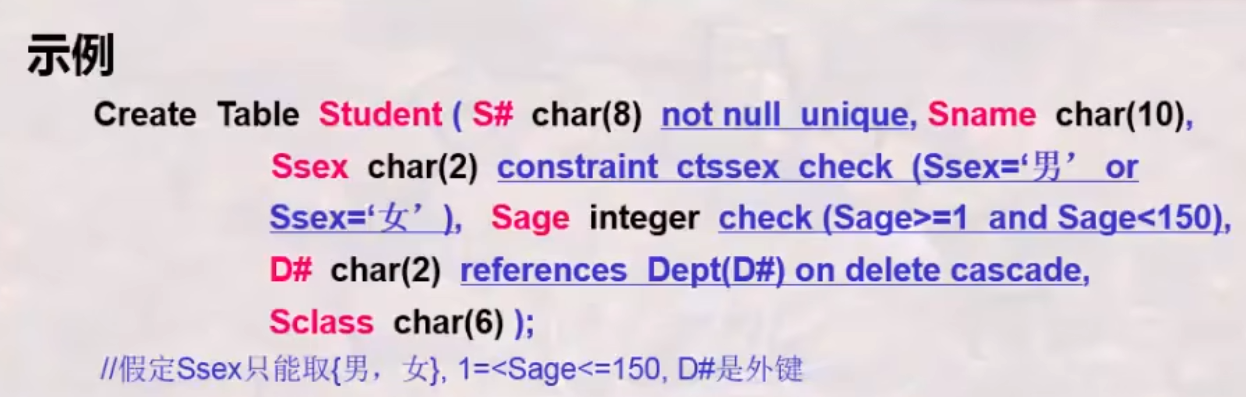 示例
Create Table Student ( S# char(8) not null unique, Sname char(10),
Ssex char(2) constraint ctssex check (Ssex=‘男’ or
Ssex=‘女’), Sage integer check (Sage>=1 and Sage<150),
D# char(2) references Dept(D#) on delete cascade,
Sclass char(6) );
//假定Ssex只能取{男，女}, 1=<Sage<=150, D#是外键